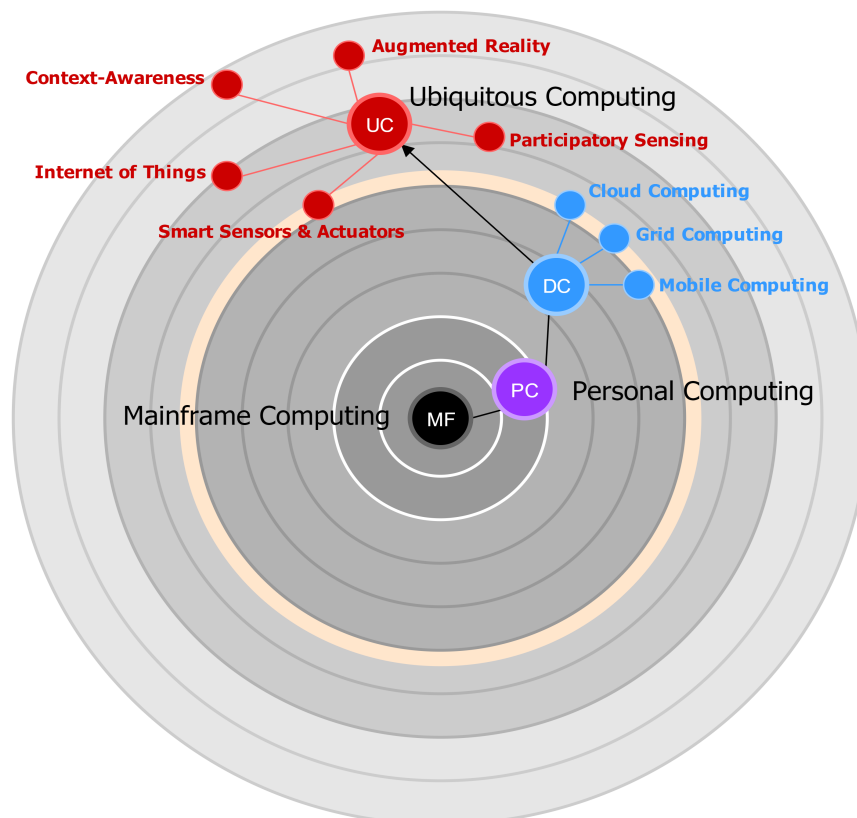 Augmented Reality
Context-Awareness
Ubiquitous Computing
UC
Participatory Sensing
Internet of Things
Cloud Computing
Smart Sensors & Actuators
Grid Computing
DC
Mobile Computing
PC
Personal Computing
Mainframe Computing
MF